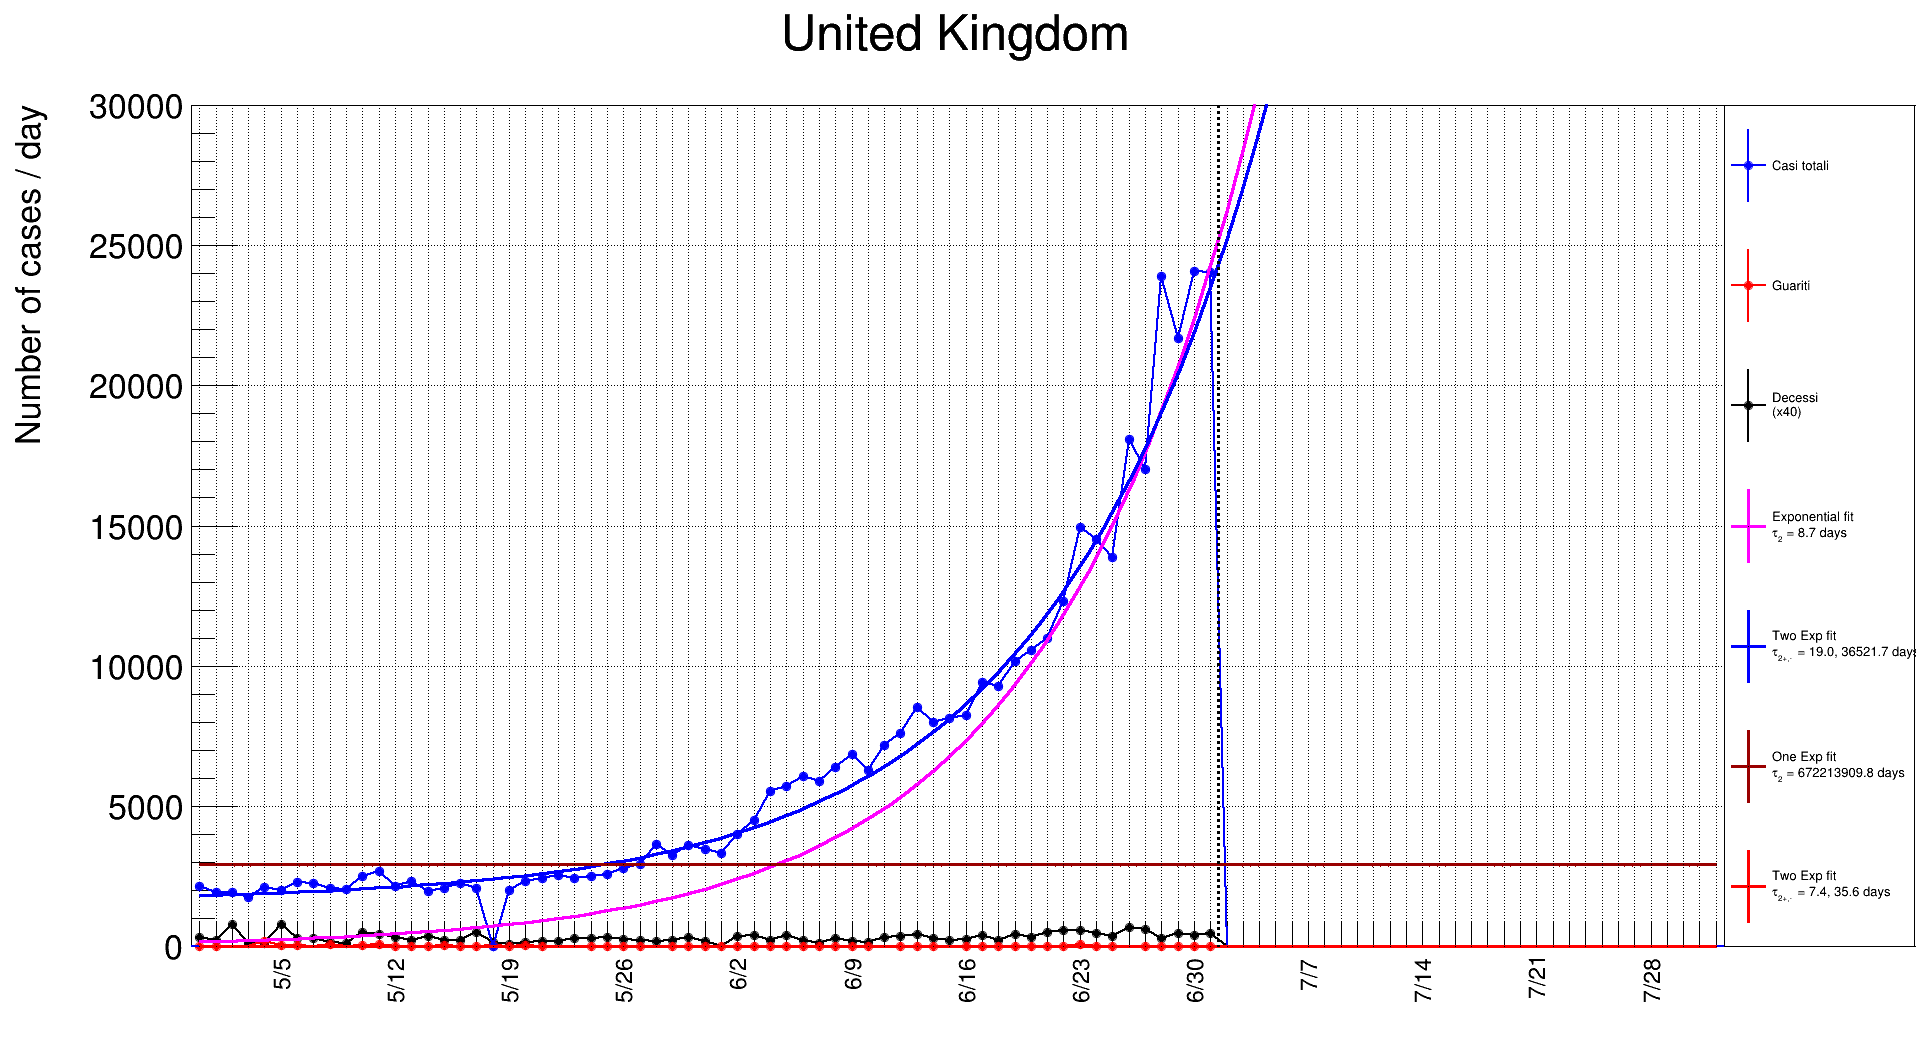 United Kingdom
Number of cases / day
30000
25000
20000
15000
10000
5000
0
5/5
5/12
5/19
5/26
6/2
6/9
6/16
6/23
6/30
7/7
7/14
7/21
7/28
Casi totali
Guariti
Decessi
(x40)
Exponential fit
τ2 = 8.7 days
Two Exp fit
τ2+,- = 19.0, 36521.7 days
One Exp fit
τ2 = 672213909.8 days
Two Exp fit
τ2+,- = 7.4, 35.6 days